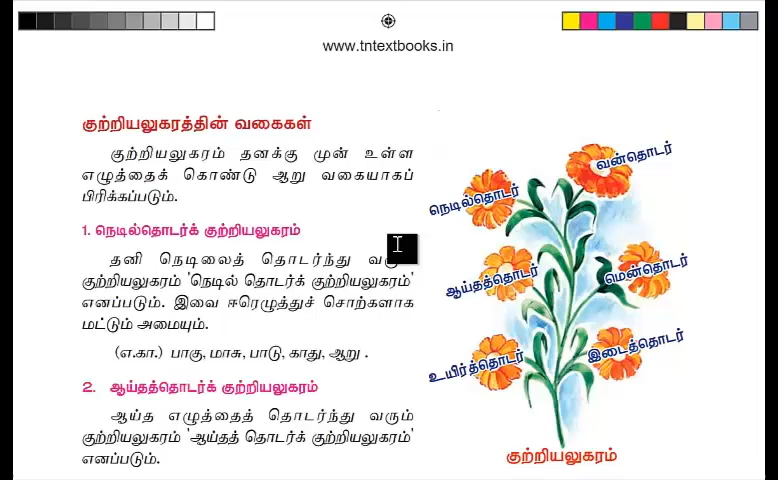 www.tntextbooks.in
குற்றியலுகரத்தின் வகைகள்
குற்றியலுகரம் தனக்கு முன் உள்ள
எழுத்தைக் கொண்டு ஆறு வகையாகப்
பிரிக்கப்படும்.
1. நெடில்தொடர்க் குற்றியலுகரம்
தனி நெடிலைத் தொடர்ந்து வரும்
குற்றியலுகரம் 'நெடில் தொடர்க் குற்றியலுகரம்'
எனப்படும். இவை ஈரெழுத்துச் சொற்களாக
மட்டும் அமையும்.
(எ.கா.) பாகு, மாசு, பாடு, காது, ஆறு .
2. ஆய்தத்தொடர்க் குற்றியலுகரம்
ஆய்த எழுத்தைத் தொடர்ந்து வரும்
குற்றியலுகரம் 'ஆய்தத் தொடர்க் குற்றியலுகரம்'
எனப்படும்.
வன்தொடர்
நெடில்தொடர்
ஆய்தத்தொடர்
மென்தொடர்
உயிர்த்தொடர்
இடைத்தொடர்
குற்றியலுகரம்